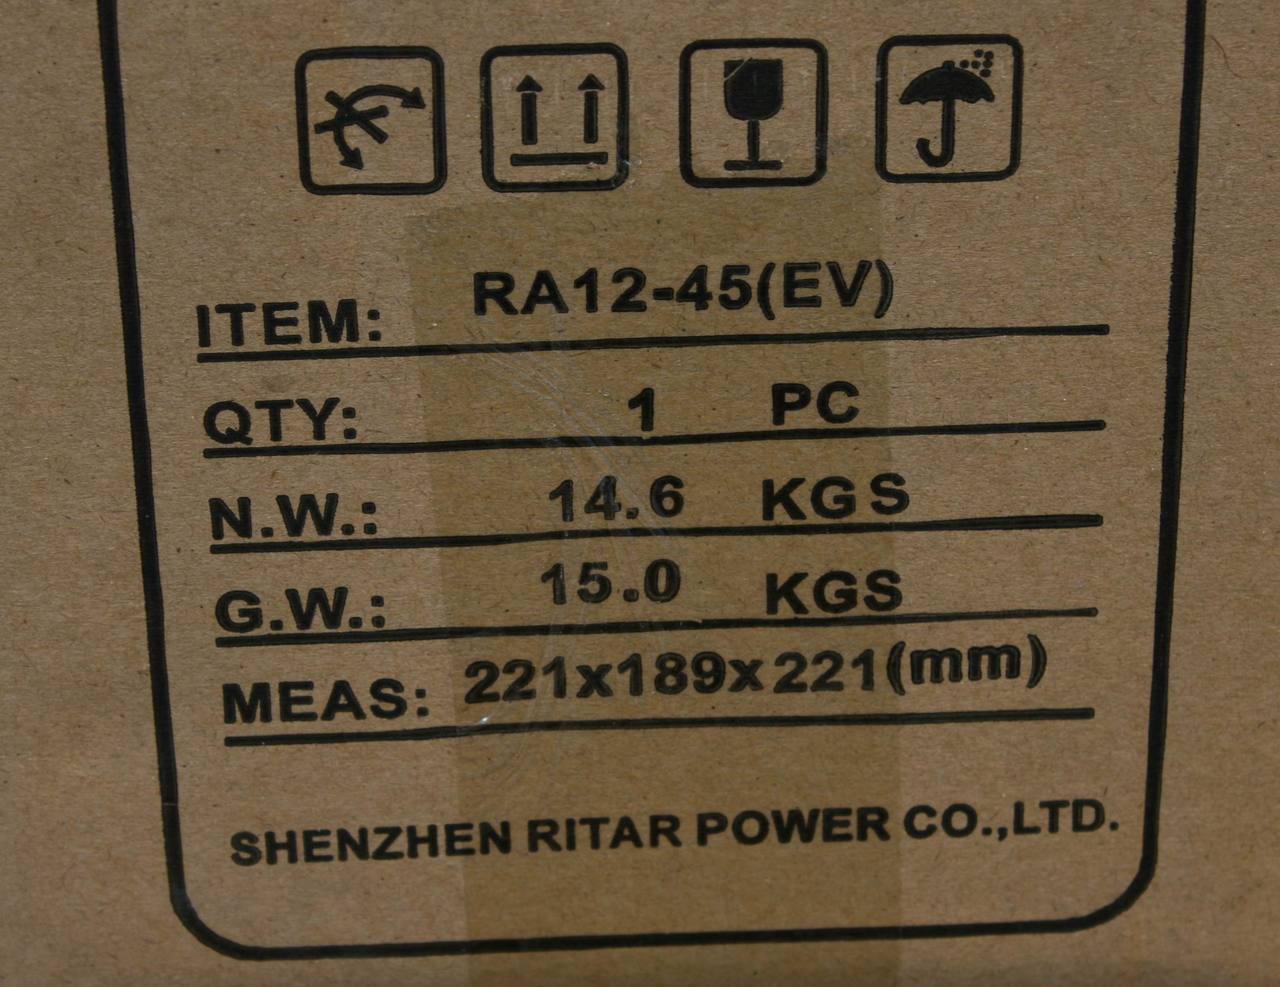 ITEM: RA12-45(EV)
QTY: 1 PC
N.W.: 14.6 KGS
G.W.: 15.0 KGS
MEAS: 221x189x221(mm)
SHENZHEN RITAR POWER CO.,LTD.